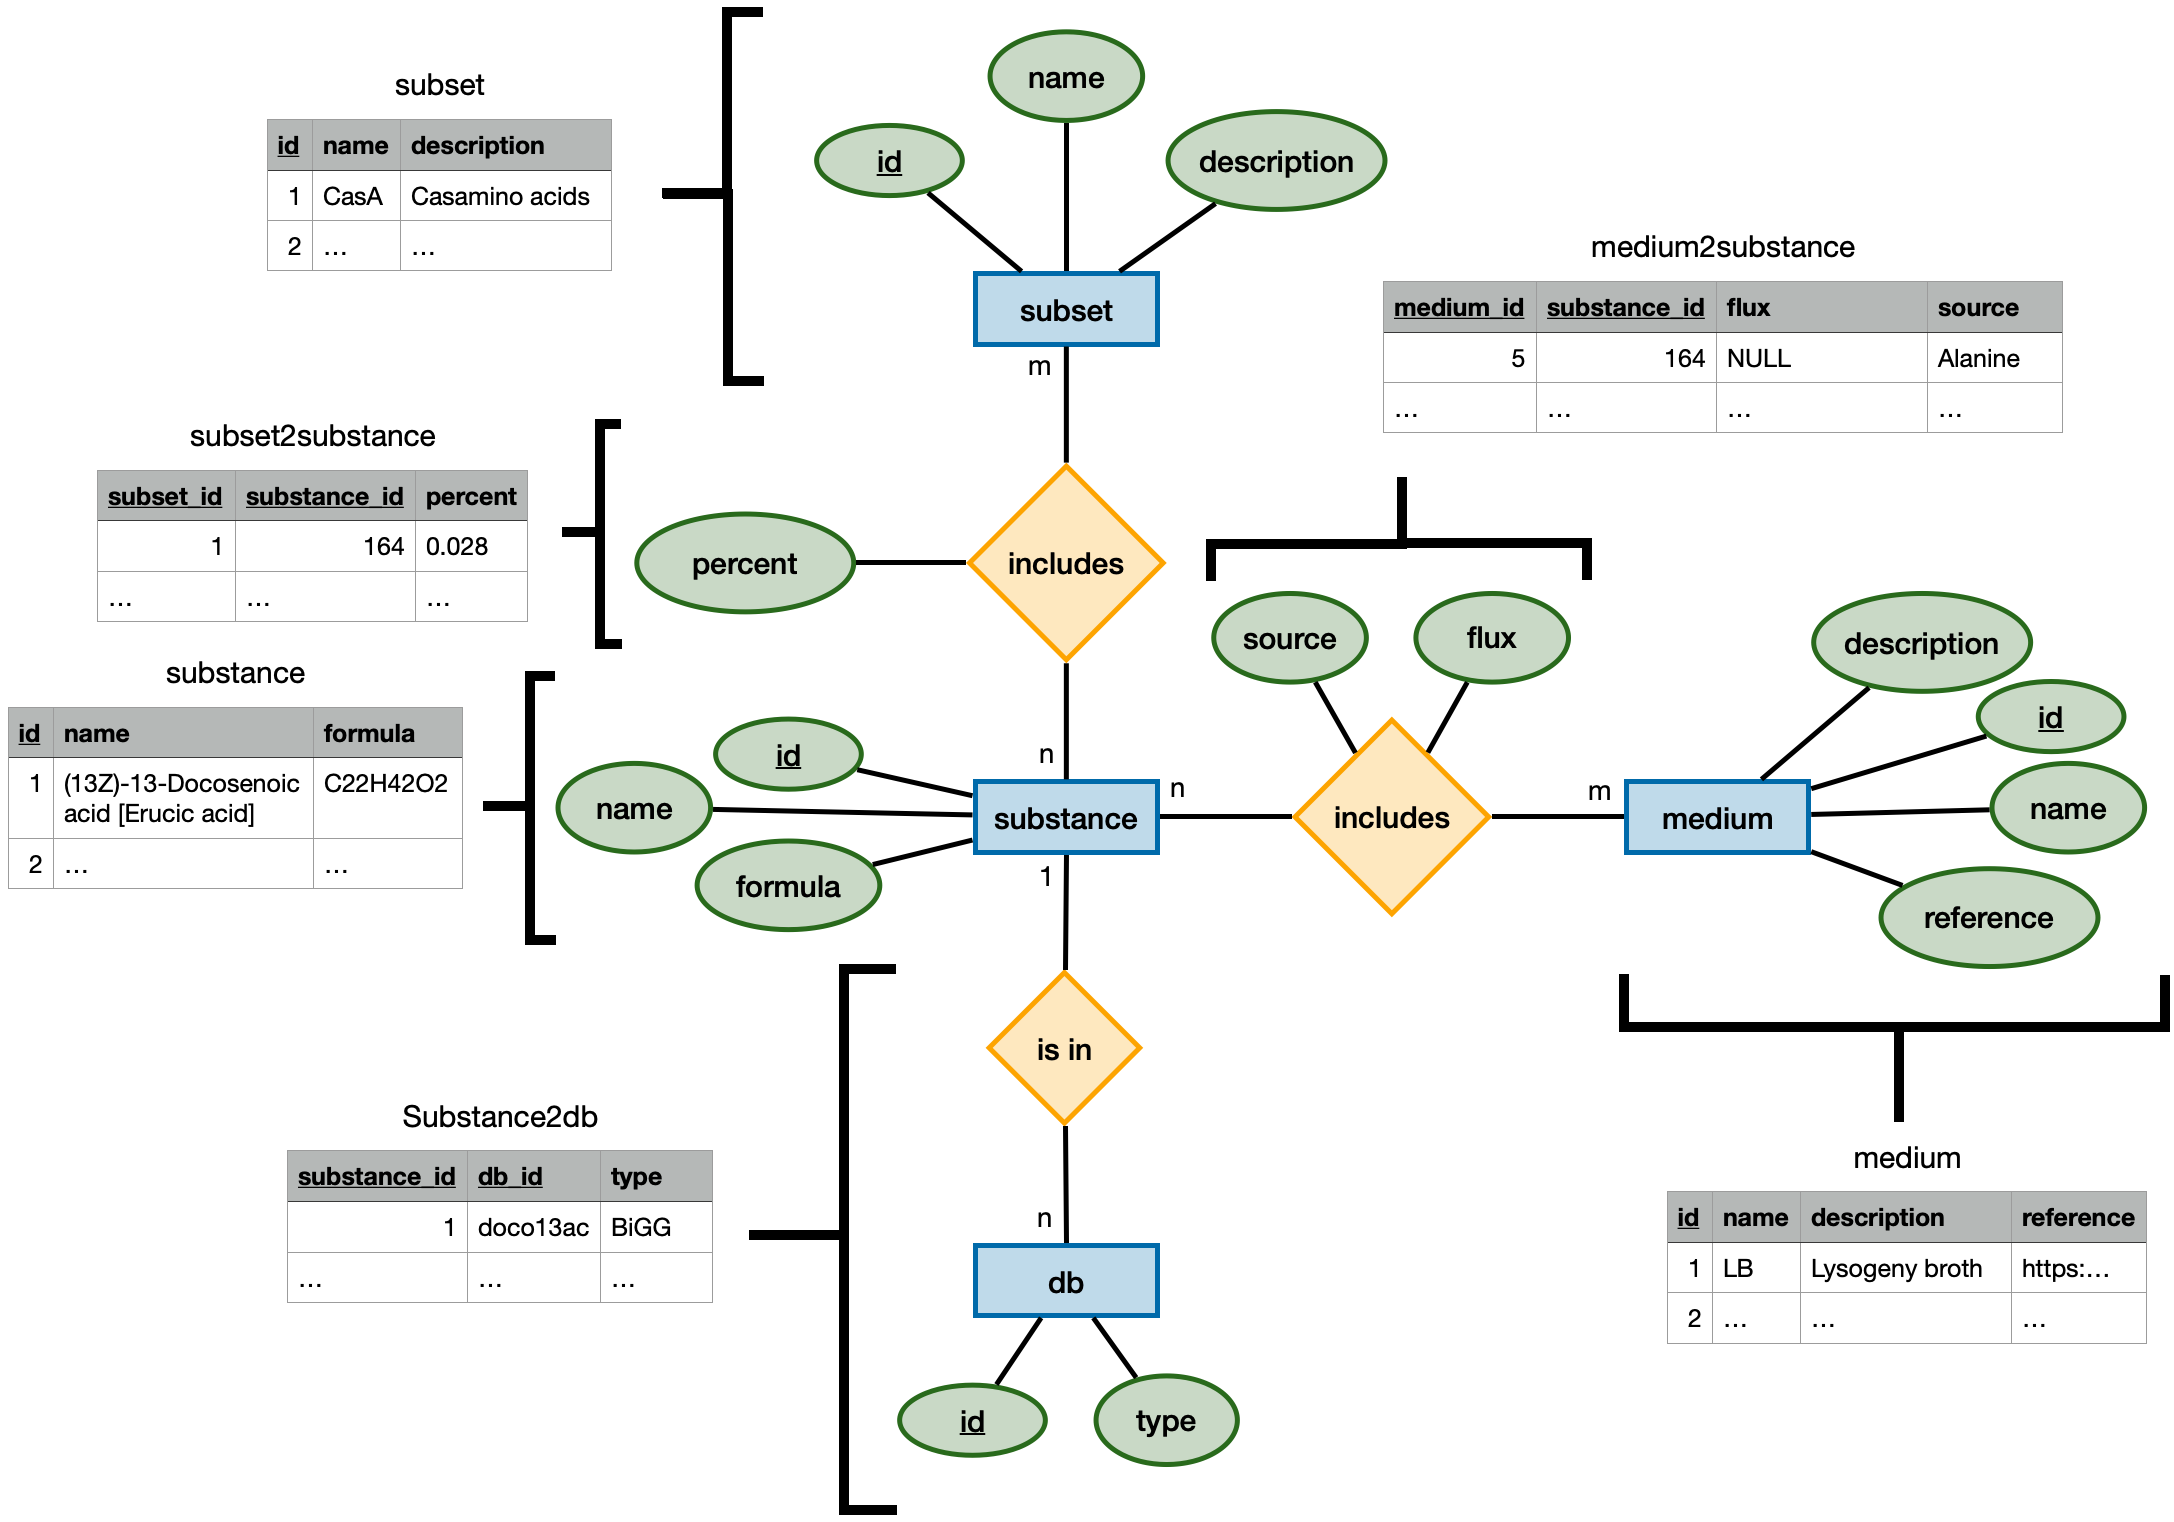 subset
id name description
1 CasA Casamino acids
2 ... ...
name
id
description
subset
m
medium2substance
medium_id substance_id flux source
5 164 NULL Alanine
... ... ... ...
subset2substance
subset_id substance_id percent
1 164 0.028
... ... ...
percent
includes
n
substance
id name formula
1 (13Z)-13-Docosenoic C22H42O2
acid [Erucic acid]
2 ... ...
id
name
formula
substance
n
1
source
flux
includes
m
medium
description
id
name
reference
is in
n
db
id
type
Substance2db
substance_id db_id type
1 doco13ac BiGG
... ... ...
medium
id name description reference
1 LB Lysogeny broth https:...
2 ... ... ...